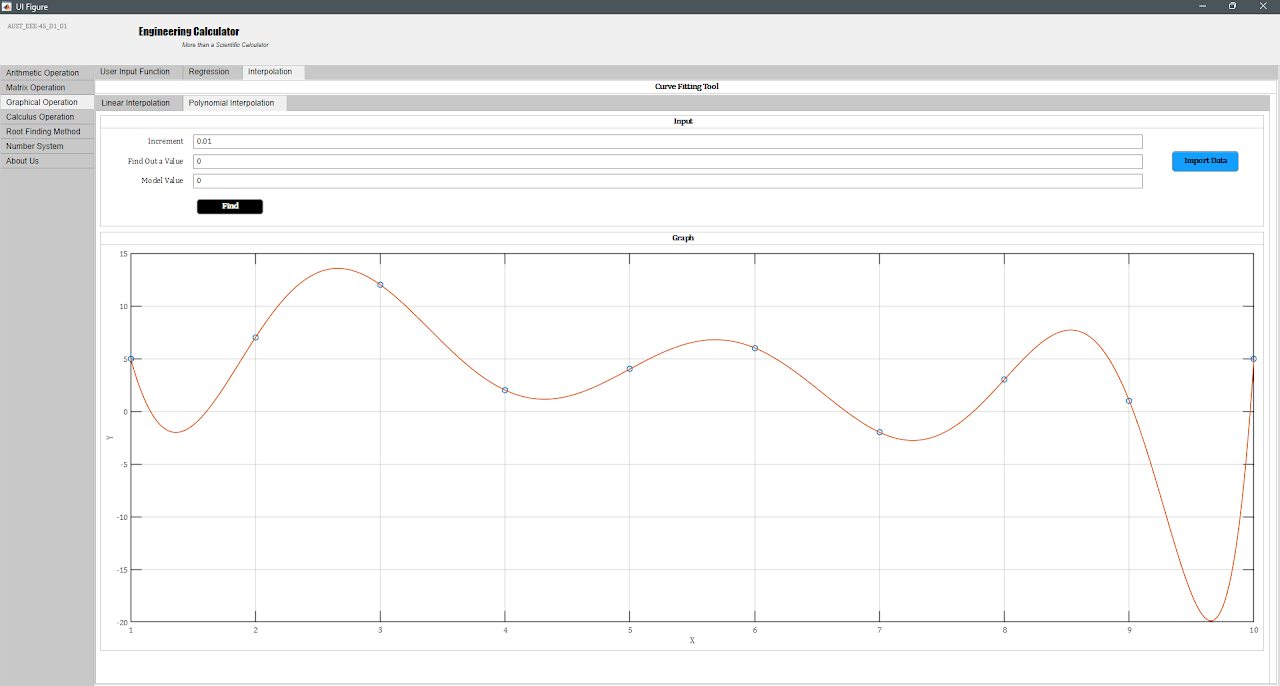 UI Figure
AUST_EEE-45_D1_G1
Engineering Calculator
More than a Scientific Calculator
Arithmetic Operation
Matrix Operation
Graphical Operation
Calculus Operation
Root Finding Method
Number System
About Us
User Input Function Regression Interpolation
Curve Fitting Tool
Linear Interpolation Polynomial Interpolation
Input
Increment 0.01
Find Out a Value 0
Model Value 0
Import Data
Find
Graph
15
10
5
0
-5
-10
-15
-20
Y
1 2 3 4 5 6 7 8 9 10
X